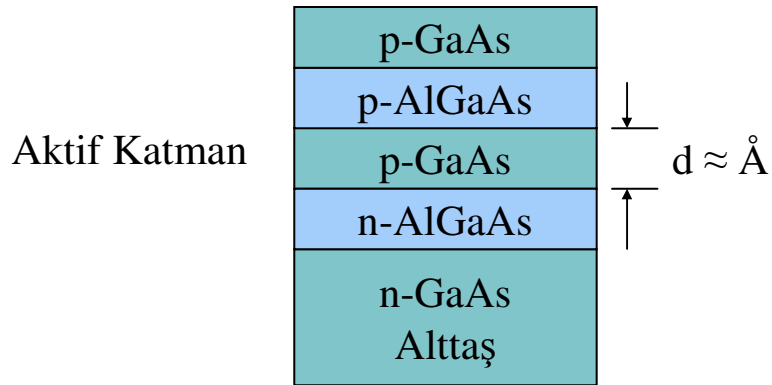 p-GaAs
p-AlGaAs
Aktif Katman
p-GaAs
d ≈ Å
n-AlGaAs
n-GaAs
Alttaş